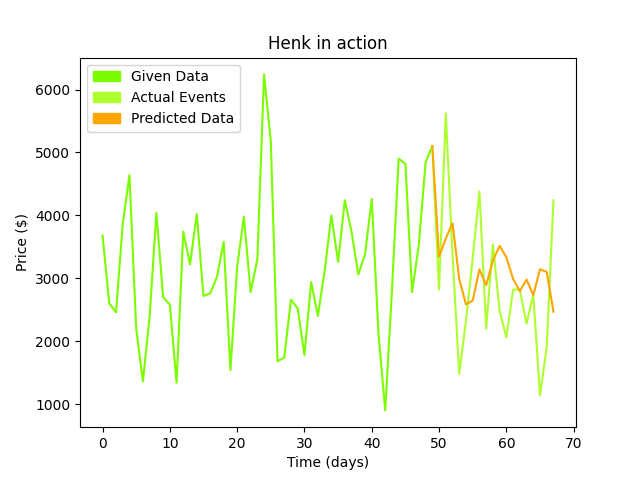 Henk in action
Given Data
Actual Events
Predicted Data
6000
5000
4000
3000
2000
1000
Price ($)
0 10 20 30 40 50 60 70
Time (days)